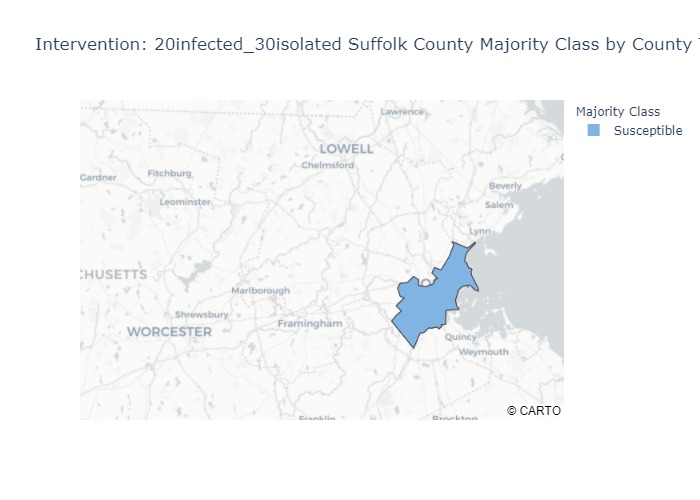 Intervention: 20infected_30isolated Suffolk County Majority Class by County
Majority Class
Susceptible
Lawrence
LOWELL
Chelmsford
Gardner
Fitchburg
Leominster
Beverly
Salem
Lynn
CHUSETTS
Marlborough
Shrewsbury
WORCESTER
Framingham
Quincy
Weymouth
Franklin
Brockton
© CARTO